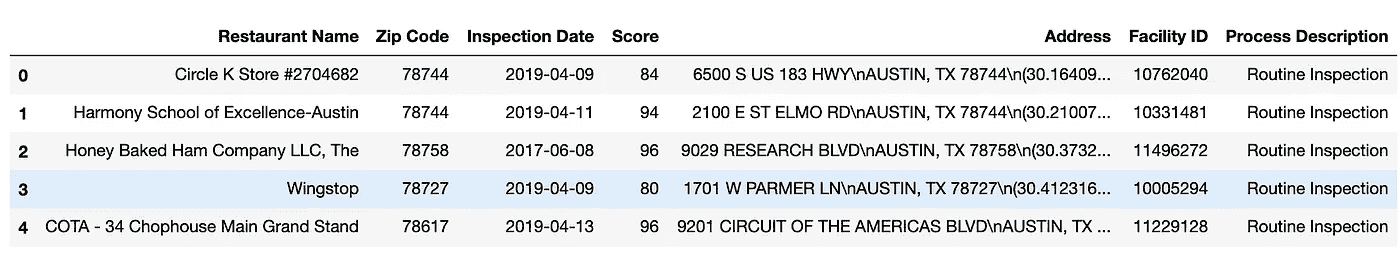 Restaurant Name Zip Code Inspection Date Score Address Facility ID Process Description
0 Circle K Store #2704682 78744 2019-04-09 84 6500 S US 183 HWY\nAUSTIN, TX 78744\n(30.16409... 10762040 Routine Inspection
1 Harmony School of Excellence-Austin 78744 2019-04-11 94 2100 E ST ELMO RD\nAUSTIN, TX 78744\n(30.21007... 10331481 Routine Inspection
2 Honey Baked Ham Company LLC, The 78758 2017-06-08 96 9029 RESEARCH BLVD\nAUSTIN, TX 78758\n(30.3732... 11496272 Routine Inspection
3 Wingstop 78727 2019-04-09 80 1701 W PARMER LN\nAUSTIN, TX 78727\n(30.412316... 10005294 Routine Inspection
4 COTA - 34 Chophouse Main Grand Stand 78617 2019-04-13 96 9201 CIRCUIT OF THE AMERICAS BLVD\nAUSTIN, TX ... 11229128 Routine Inspection